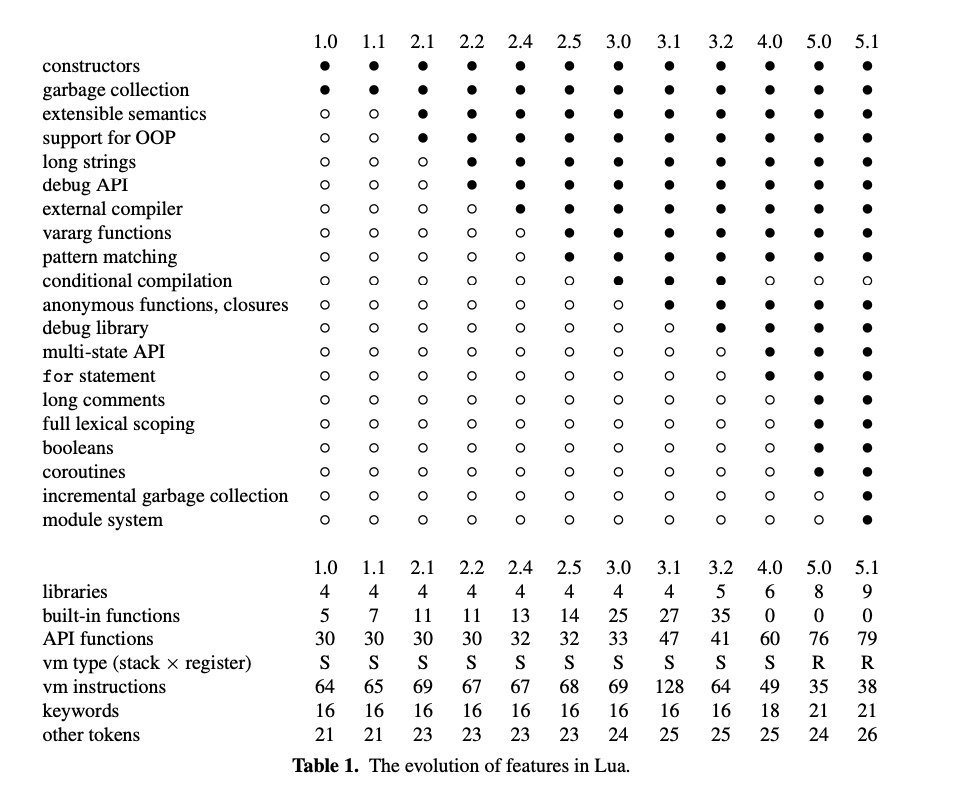 1.0 1.1 2.1 2.2 2.4 2.5 3.0 3.1 3.2 4.0 5.0 5.1
constructors ● ● ● ● ● ● ● ● ● ● ● ●
garbage collection ● ● ● ● ● ● ● ● ● ● ● ●
extensible semantics ○ ○ ● ● ● ● ● ● ● ● ● ●
support for OOP ○ ○ ● ● ● ● ● ● ● ● ● ●
long strings ○ ○ ○ ● ● ● ● ● ● ● ● ●
debug API ○ ○ ○ ● ● ● ● ● ● ● ● ●
external compiler ○ ○ ○ ○ ● ● ● ● ● ● ● ●
vararg functions ○ ○ ○ ○ ○ ● ● ● ● ● ● ●
pattern matching ○ ○ ○ ○ ○ ● ● ● ● ● ● ●
conditional compilation ○ ○ ○ ○ ○ ○ ● ● ● ○ ○ ○
anonymous functions, closures ○ ○ ○ ○ ○ ○ ○ ● ● ● ● ●
debug library ○ ○ ○ ○ ○ ○ ○ ○ ● ● ● ●
multi-state API ○ ○ ○ ○ ○ ○ ○ ○ ○ ● ● ●
for statement ○ ○ ○ ○ ○ ○ ○ ○ ○ ● ● ●
long comments ○ ○ ○ ○ ○ ○ ○ ○ ○ ○ ● ●
full lexical scoping ○ ○ ○ ○ ○ ○ ○ ○ ○ ○ ● ●
booleans ○ ○ ○ ○ ○ ○ ○ ○ ○ ○ ● ●
coroutines ○ ○ ○ ○ ○ ○ ○ ○ ○ ○ ● ●
incremental garbage collection ○ ○ ○ ○ ○ ○ ○ ○ ○ ○ ○ ●
module system ○ ○ ○ ○ ○ ○ ○ ○ ○ ○ ○ ●
1.0 1.1 2.1 2.2 2.4 2.5 3.0 3.1 3.2 4.0 5.0 5.1
libraries 4 4 4 4 4 4 4 4 5 6 8 9
built-in functions 5 7 11 11 13 14 25 27 35 0 0 0
API functions 30 30 30 30 32 32 33 47 41 60 76 79
vm type (stack × register) S S S S S S S S S S R R
vm instructions 64 65 69 67 67 68 69 128 64 49 35 38
keywords 16 16 16 16 16 16 16 16 16 18 21 21
other tokens 21 21 23 23 23 23 24 25 25 25 24 26
Table 1. The evolution of features in Lua.